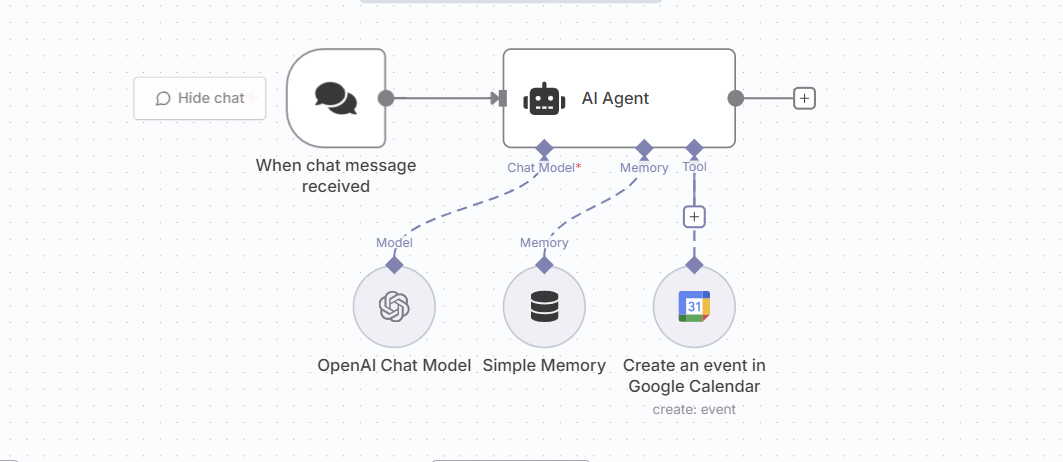 Hide chat
AI Agent
When chat message
received
Chat Model*
Memory
Tool
Model
Memory
31
OpenAI Chat Model
Simple Memory
Create an event in
Google Calendar
create: event